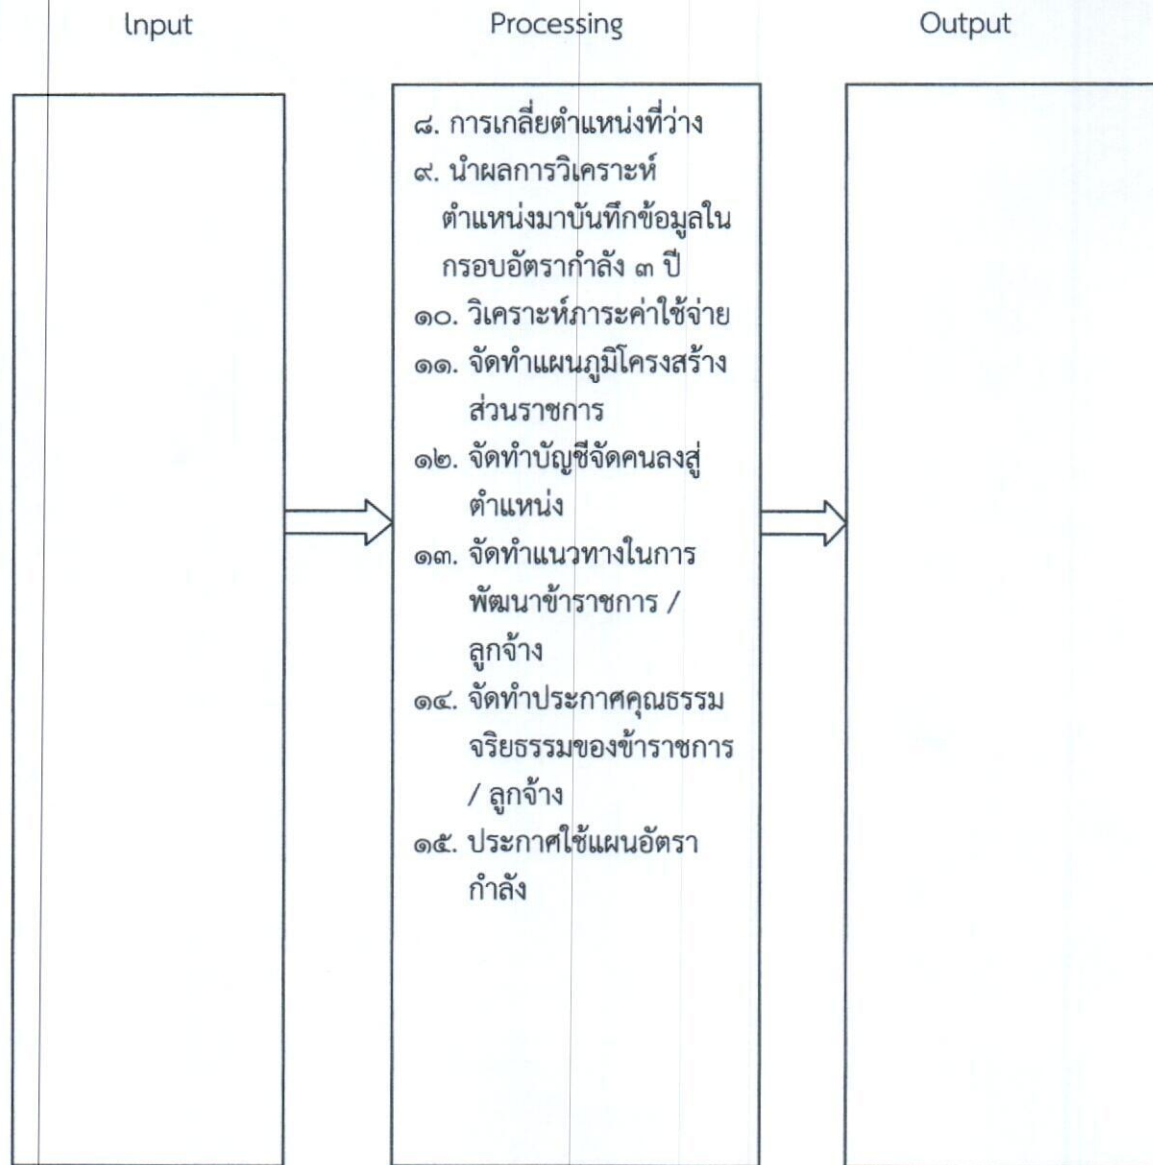 Input
Processing
Output
๘. การเกลี่ยตำแหน่งที่ว่าง
๙. นำผลการวิเคราะห์
ตำแหน่งมาบันทึกข้อมูลใน
กรอบอัตรากำลัง ๓ ปี
๑๐. วิเคราะห์ภาระค่าใช้จ่าย
๑๑. จัดทำแผนภูมิโครงสร้าง
ส่วนราชการ
๑๒. จัดทำบัญชีจัดคนลงสู่
ตำแหน่ง
๑๓. จัดทำแนวทางในการ
พัฒนาข้าราชการ /
ลูกจ้าง
๑๔. จัดทำประกาศคุณธรรม
จริยธรรมของข้าราชการ
/ ลูกจ้าง
๑๕. ประกาศใช้แผนอัตรา
กำลัง